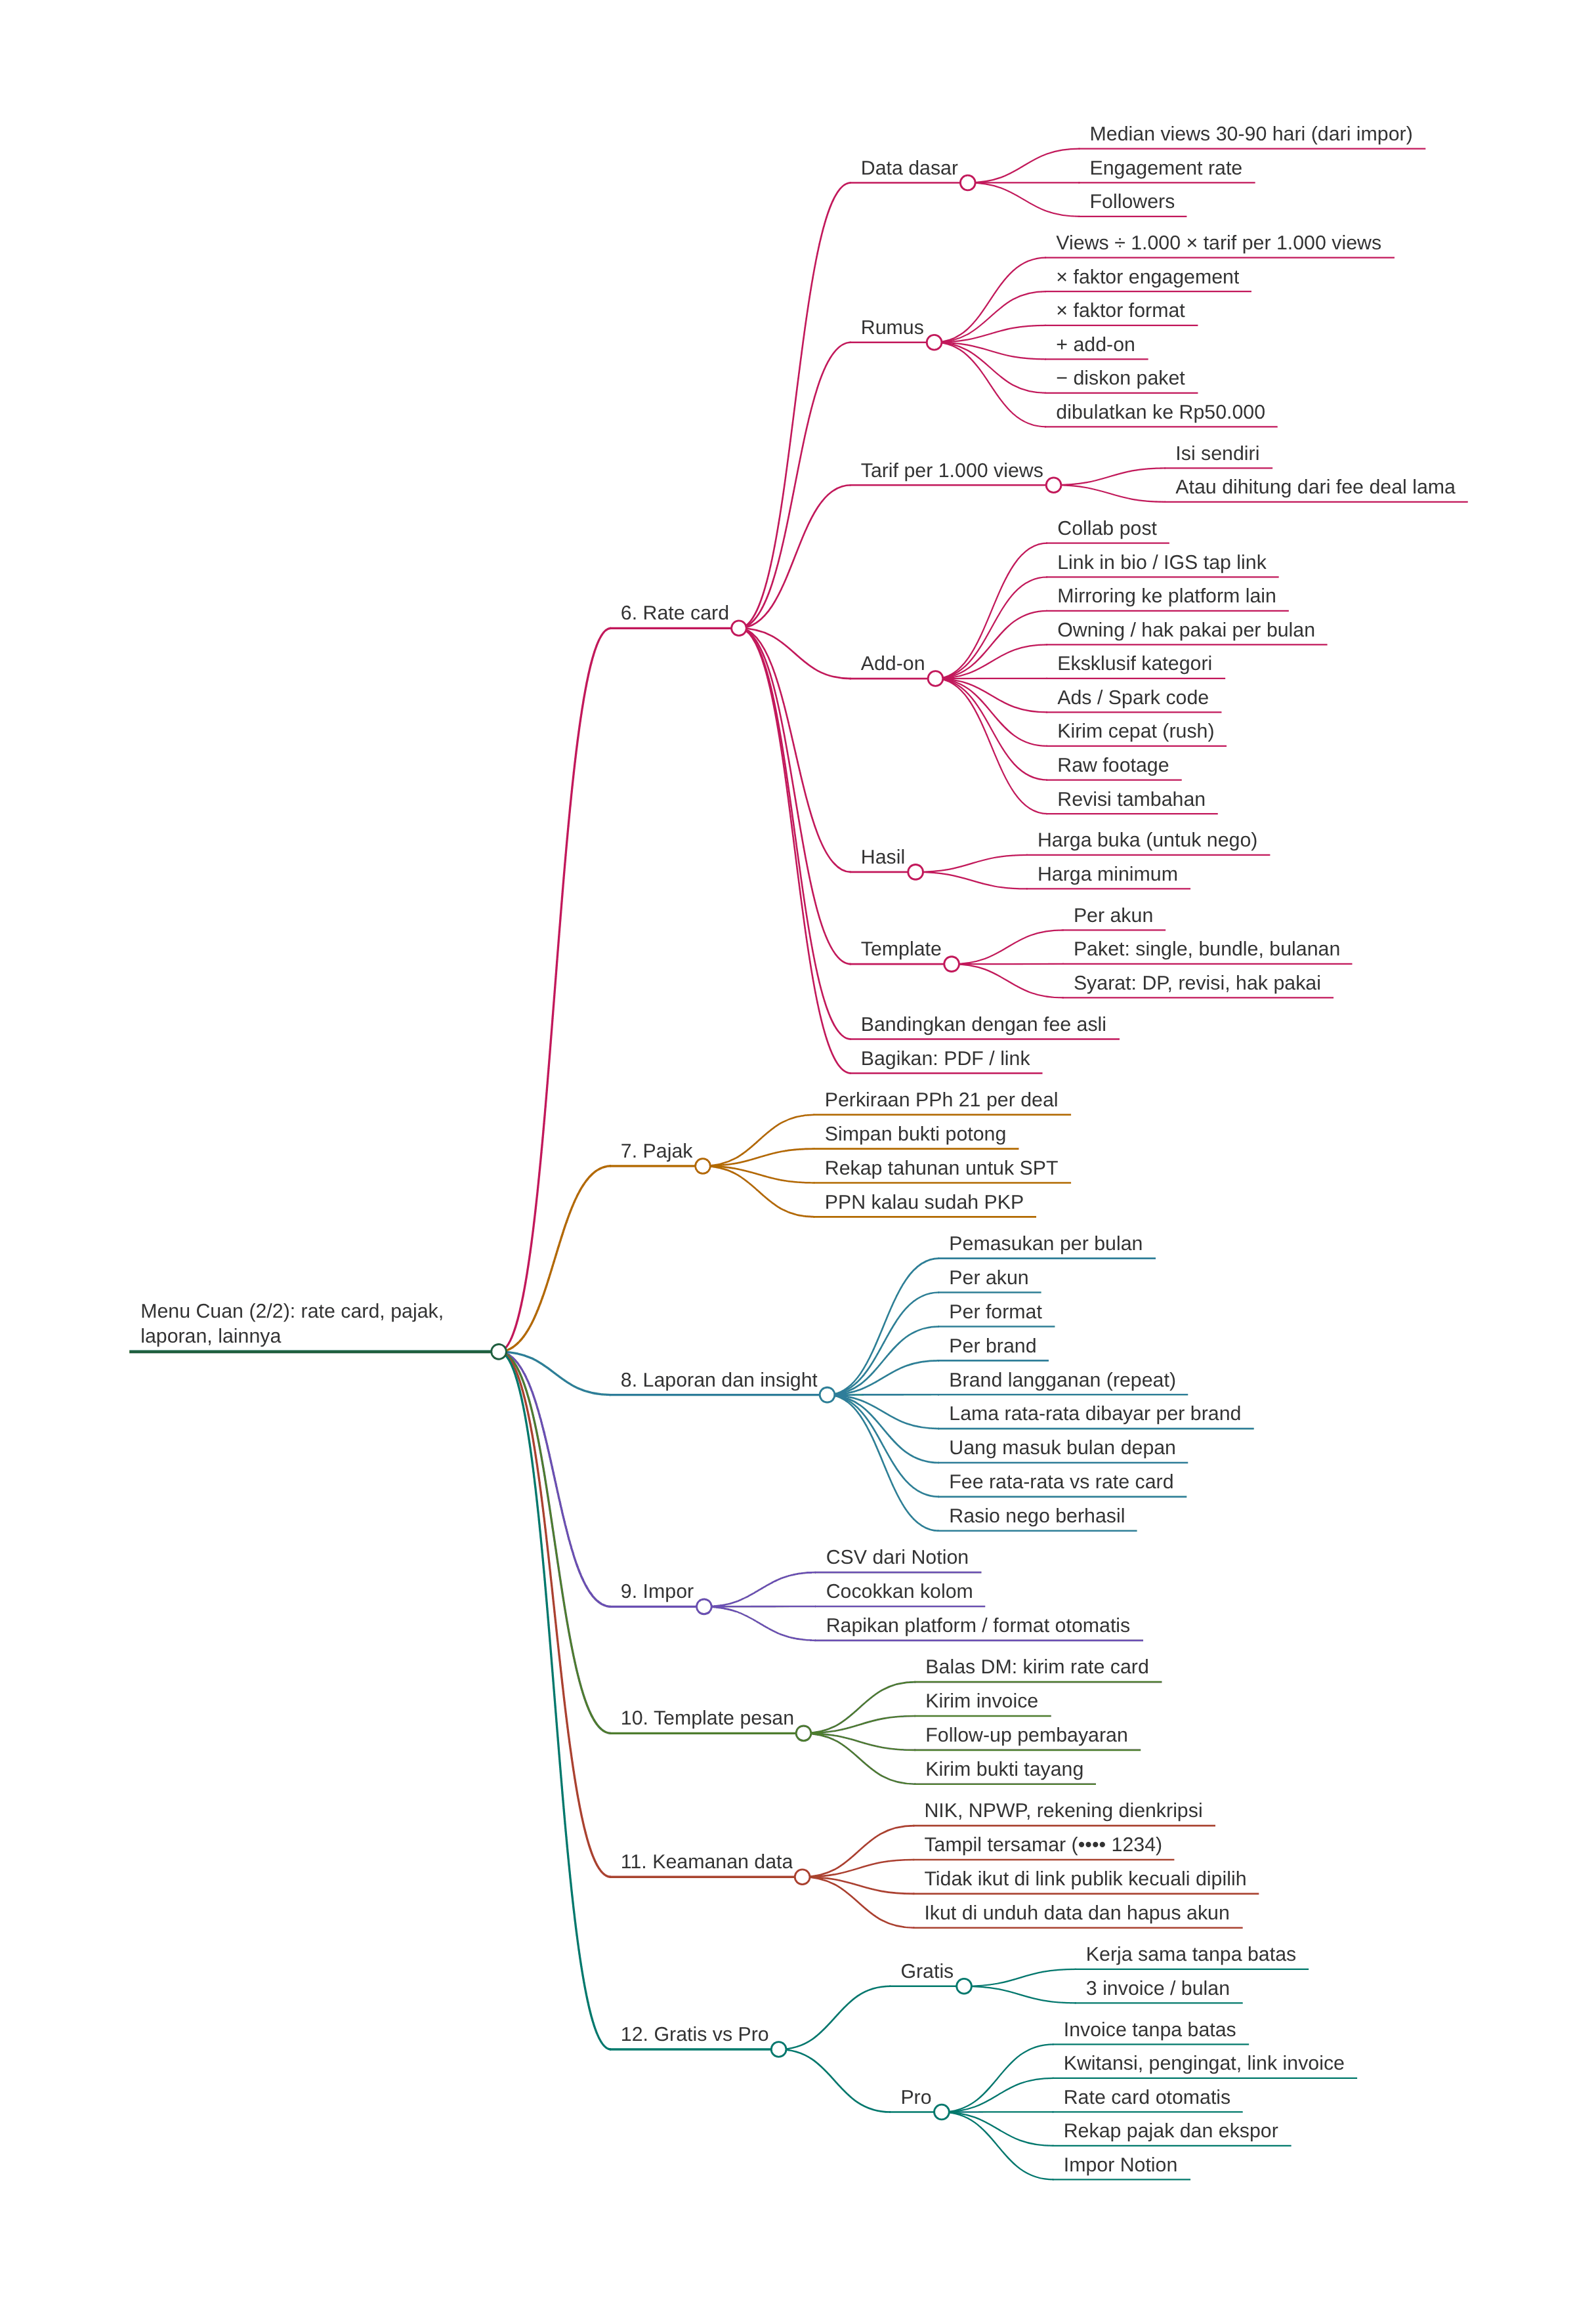 Menu Cuan (2/2): rate card, pajak,
laporan, lainnya
6. Rate card
Data dasar
Median views 30-90 hari (dari impor)
Engagement rate
Followers
Rumus
Views ÷ 1.000 × tarif per 1.000 views
× faktor engagement
× faktor format
+ add-on
− diskon paket
dibulatkan ke Rp50.000
Tarif per 1.000 views
Isi sendiri
Atau dihitung dari fee deal lama
Add-on
Collab post
Link in bio / IGS tap link
Mirroring ke platform lain
Owning / hak pakai per bulan
Eksklusif kategori
Ads / Spark code
Kirim cepat (rush)
Raw footage
Revisi tambahan
Hasil
Harga buka (untuk nego)
Harga minimum
Template
Per akun
Paket: single, bundle, bulanan
Syarat: DP, revisi, hak pakai
Bandingkan dengan fee asli
Bagikan: PDF / link
7. Pajak
Perkiraan PPh 21 per deal
Simpan bukti potong
Rekap tahunan untuk SPT
PPN kalau sudah PKP
8. Laporan dan insight
Pemasukan per bulan
Per akun
Per format
Per brand
Brand langganan (repeat)
Lama rata-rata dibayar per brand
Uang masuk bulan depan
Fee rata-rata vs rate card
Rasio nego berhasil
9. Impor
CSV dari Notion
Cocokkan kolom
Rapikan platform / format otomatis
10. Template pesan
Balas DM: kirim rate card
Kirim invoice
Follow-up pembayaran
Kirim bukti tayang
11. Keamanan data
NIK, NPWP, rekening dienkripsi
Tampil tersamar (•••• 1234)
Tidak ikut di link publik kecuali dipilih
Ikut di unduh data dan hapus akun
12. Gratis vs Pro
Gratis
Kerja sama tanpa batas
3 invoice / bulan
Pro
Invoice tanpa batas
Kwitansi, pengingat, link invoice
Rate card otomatis
Rekap pajak dan ekspor
Impor Notion